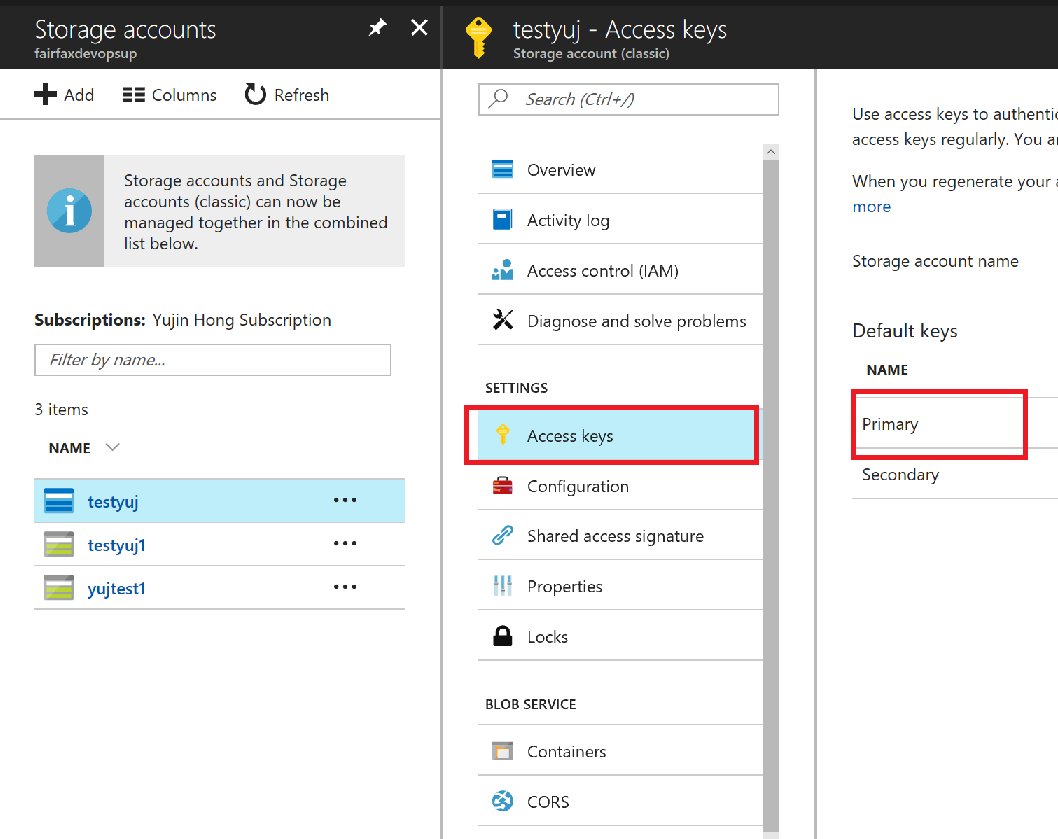 Storage accounts
fairfaxdevopsup
Add
Columns
Refresh
Storage accounts and Storage
accounts (classic) can now be
managed together in the combined
list below.
Subscriptions: Yujin Hong Subscription
Filter by name...
3 items
NAME
testyuj
testyuj1
yujtest1
testyuj - Access keys
Storage account (classic)
Search (Ctrl+/)
Overview
Activity log
Access control (IAM)
Diagnose and solve problems
SETTINGS
Access keys
Configuration
Shared access signature
Properties
Locks
BLOB SERVICE
Containers
CORS
Use access keys to authentic
access keys regularly. You
When you regenerate your
more
Storage account name
Default keys
NAME
Primary
Secondary